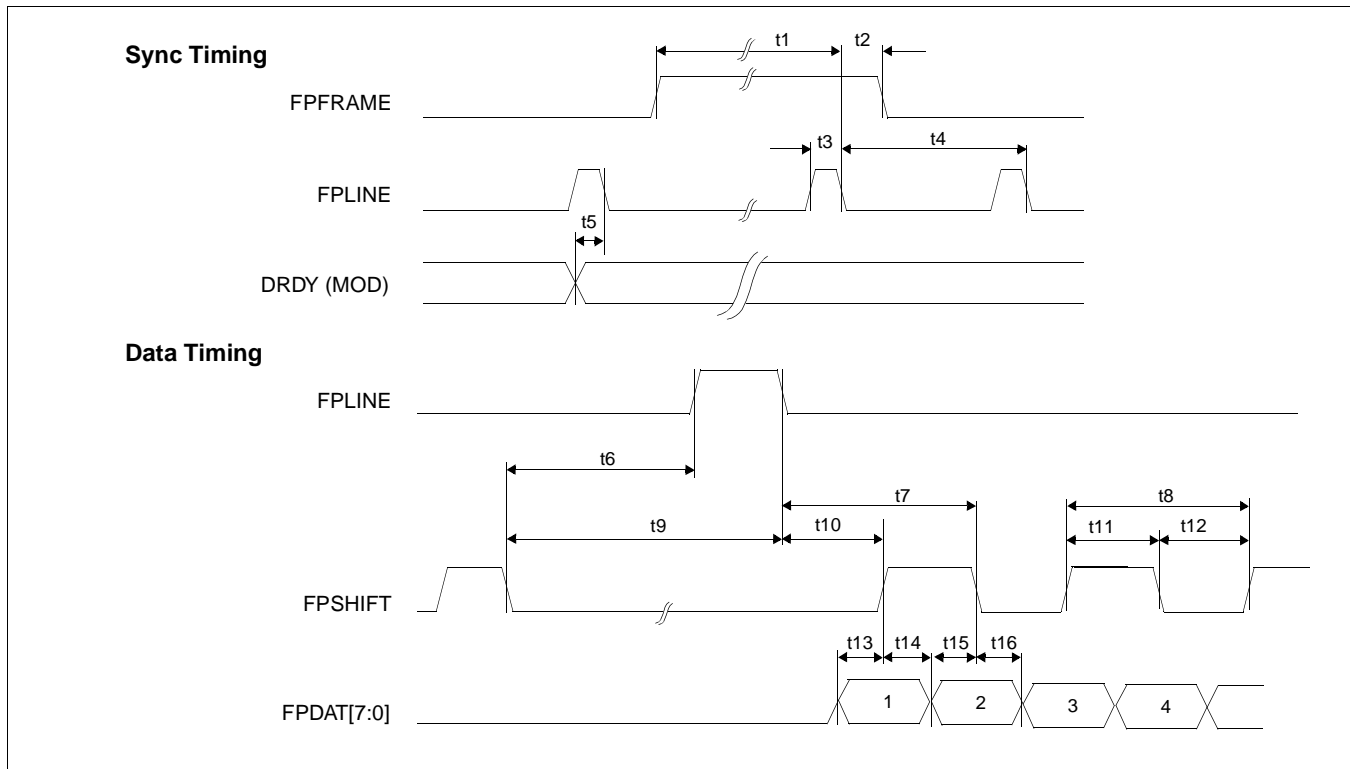 Sync Timing
t1
t2
FPFRAME
t3
t4
FPLINE
t5
DRDY (MOD)
Data Timing
FPLINE
t6
t7
t8
t9
t10
t11
t12
FPSHIFT
t13
t14
t15
t16
FPDAT[7:0]
1
2
3
4